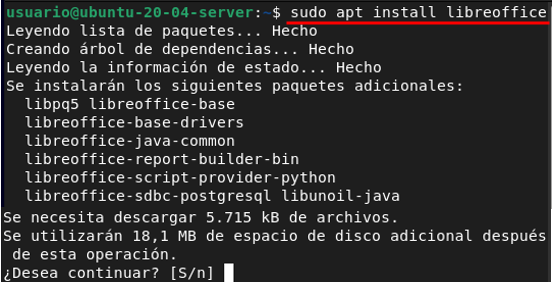 usuario@ubuntu-20-04-server:~$ sudo apt install libreoffice
Leyendo lista de paquetes... Hecho
Creando árbol de dependencias... Hecho
Leyendo la información de estado... Hecho
Se instalarán los siguientes paquetes adicionales:
  libpq5 libreoffice-base
  libreoffice-base-drivers
  libreoffice-java-common
  libreoffice-report-builder-bin
  libreoffice-script-provider-python
  libreoffice-sdbc-postgresql libunoil-java
Se necesita descargar 5.715 kB de archivos.
Se utilizarán 18,1 MB de espacio de disco adicional después
 de esta operación.
¿Desea continuar? [S/n]